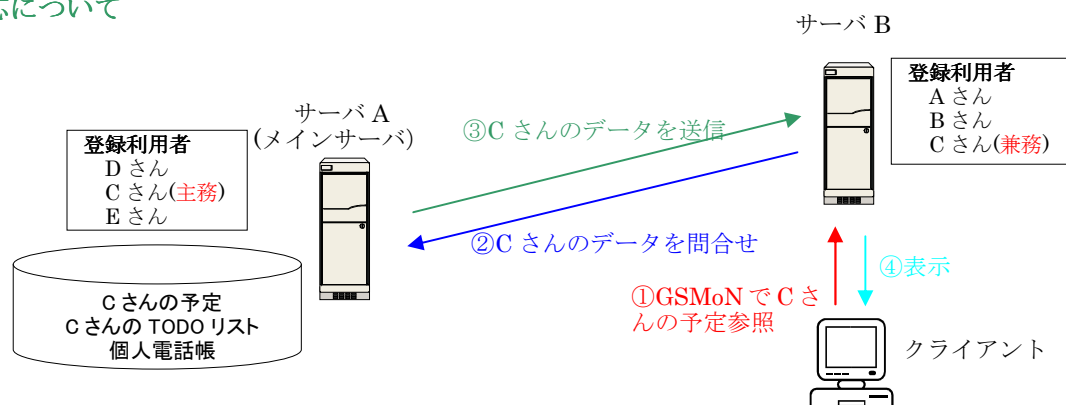 について
サーバ B
登録利用者
A さん
B さん
C さん(兼務)
サーバ A
(メインサーバ)
登録利用者
D さん
C さん(主務)
E さん
③C さんのデータを送信
②C さんのデータを問合せ
①GSMoN で C さ
んの予定参照
④表示
C さんの予定
C さんの TODO リスト
個人電話帳
クライアント